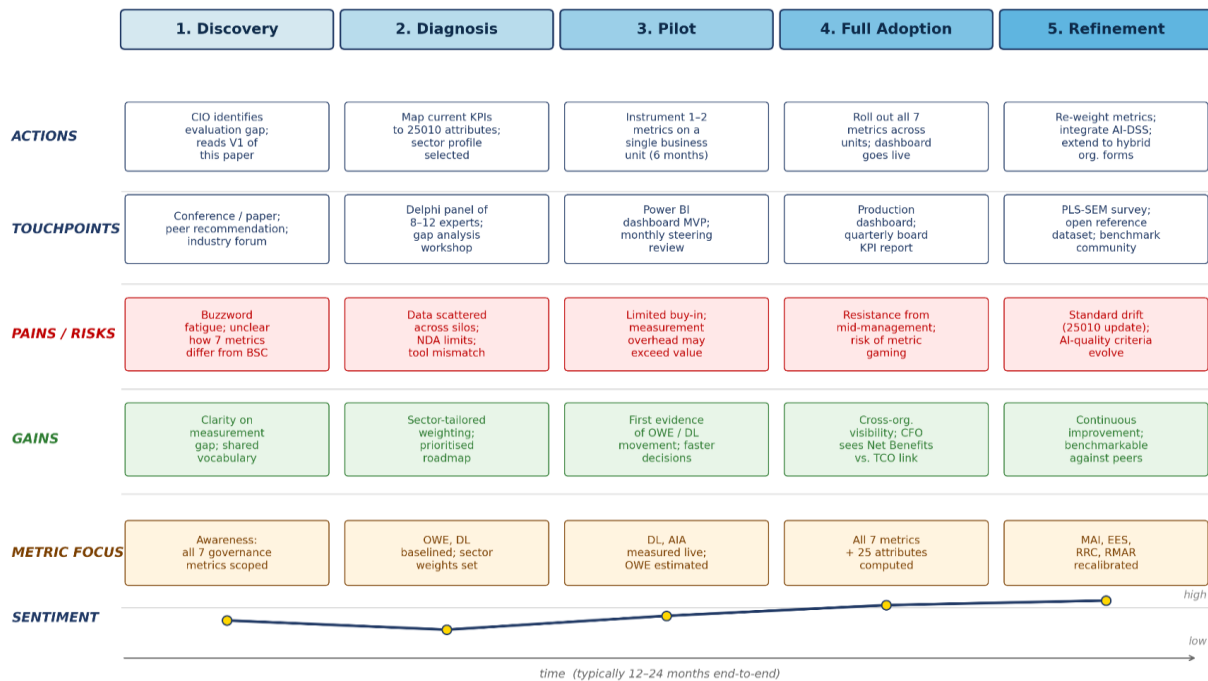 1. Discovery
2. Diagnosis
3. Pilot
4. Full Adoption
5. Refinement
ACTIONS
CIO identifies
evaluation gap;
reads V1 of
this paper
Map current KPIs
to 25010 attributes;
sector profile
selected
Instrument 1–2
metrics on a
single business
unit (6 months)
Roll out all 7
metrics across
units; dashboard
goes live
Re-weight metrics;
integrate AI-DSS;
extend to hybrid
org. forms
TOUCHPOINTS
Conference / paper;
peer recommendation;
industry forum
Delphi panel of
8–12 experts;
gap analysis
workshop
Power BI
dashboard MVP;
monthly steering
review
Production
dashboard;
quarterly board
KPI report
PLS-SEM survey;
open reference
dataset; benchmark
community
PAINS / RISKS
Buzzword
fatigue; unclear
how 7 metrics
differ from BSC
Data scattered
across silos;
NDA limits;
tool mismatch
Limited buy-in;
measurement
overhead may
exceed value
Resistance from
mid-management;
risk of metric
gaming
Standard drift
(25010 update);
AI-quality criteria
evolve
GAINS
Clarity on
measurement
gap; shared
vocabulary
Sector-tailored
weighting;
prioritised
roadmap
First evidence
of OWE / DL
movement; faster
decisions
Cross-org.
visibility; CFO
sees Net Benefits
vs. TCO link
Continuous
improvement;
benchmarkable
against peers
METRIC FOCUS
Awareness:
all 7 governance
metrics scoped
OWE, DL
baselined; sector
weights set
DL, AIA
measured live;
OWE estimated
All 7 metrics
+ 25 attributes
computed
MAI, EES,
RRC, RMAR
recalibrated
SENTIMENT
high
low
time (typically 12–24 months end-to-end)